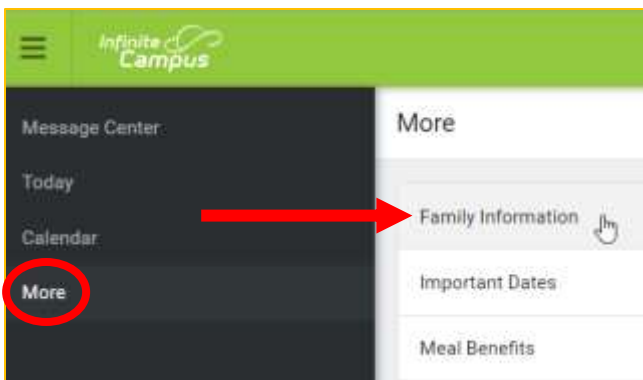 Infinite
Campus
Message Center
Today
Calendar
More
More
Family Information
Important Dates
Meal Benefits